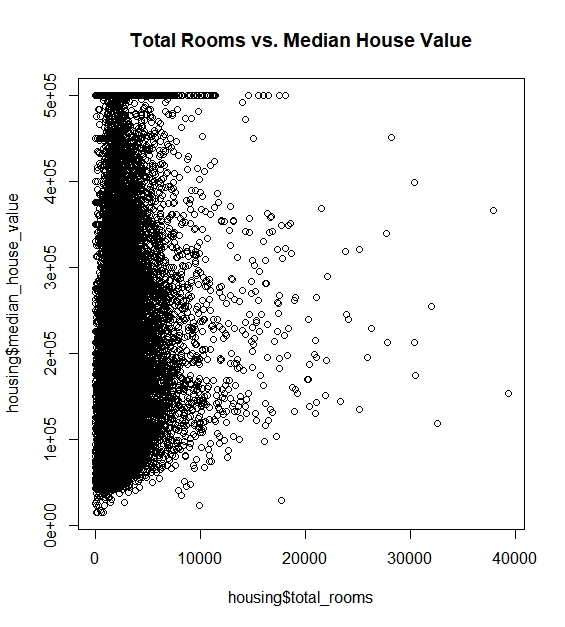 Total Rooms vs. Median House Value
5e+05
4e+05
3e+05
2e+05
1e+05
0e+00
housing$median_house_value
0 10000 20000 30000 40000
housing$total_rooms